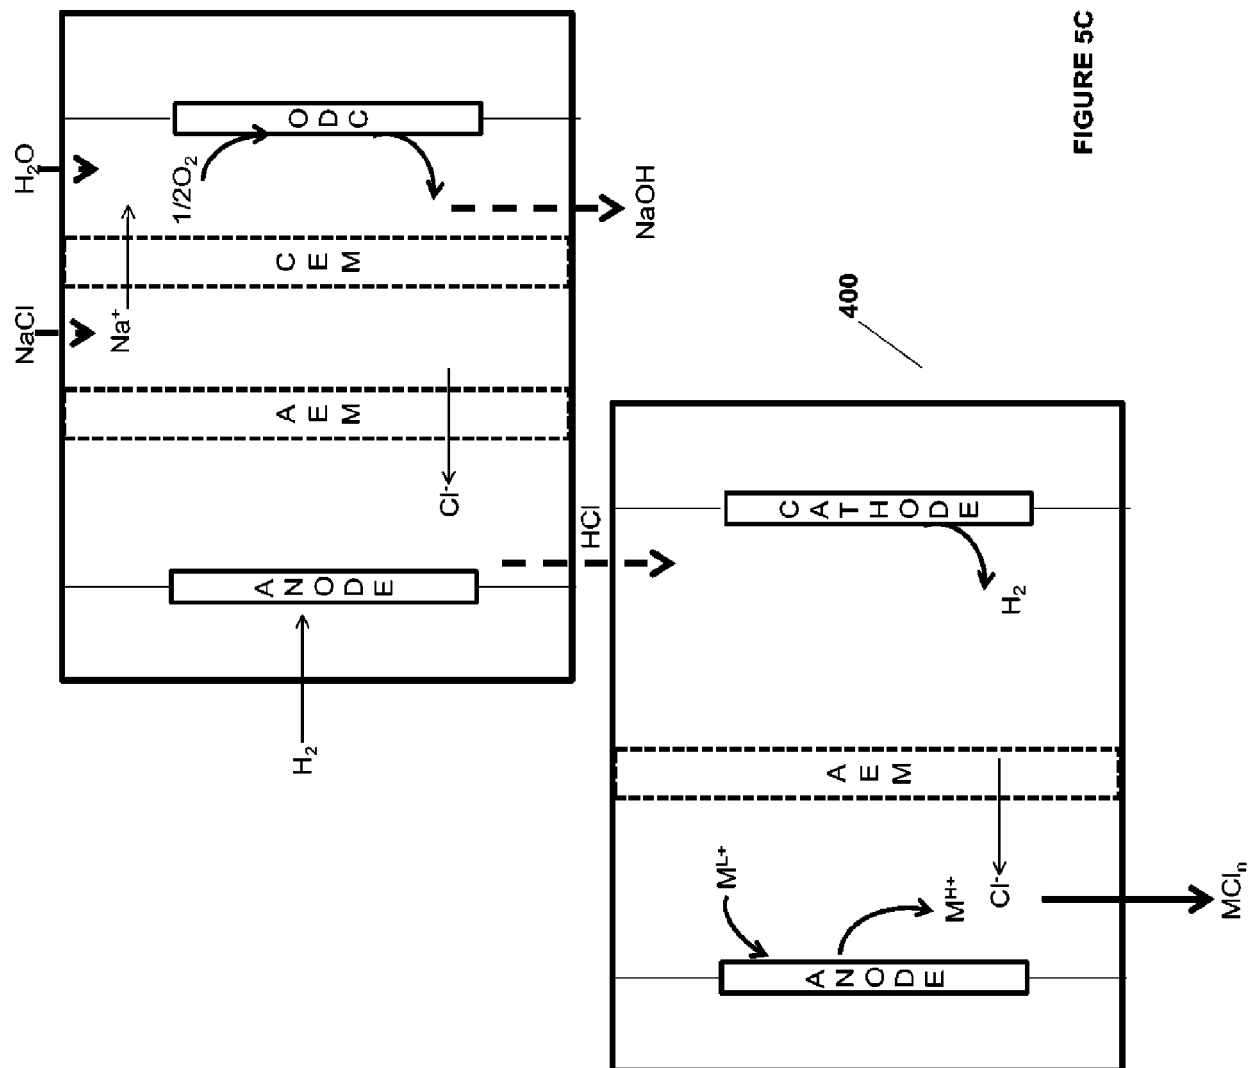 H₂O
NaCl
ODC
1/2O₂
Na⁺
CEM
AEM
NaOH
Cl⁻
ANODE
HCl
H₂
400
CATHODE
H₂
AEM
Mᴸ⁺
Mᴴ⁺
Cl⁻
ANODE
MClₙ
FIGURE 5C